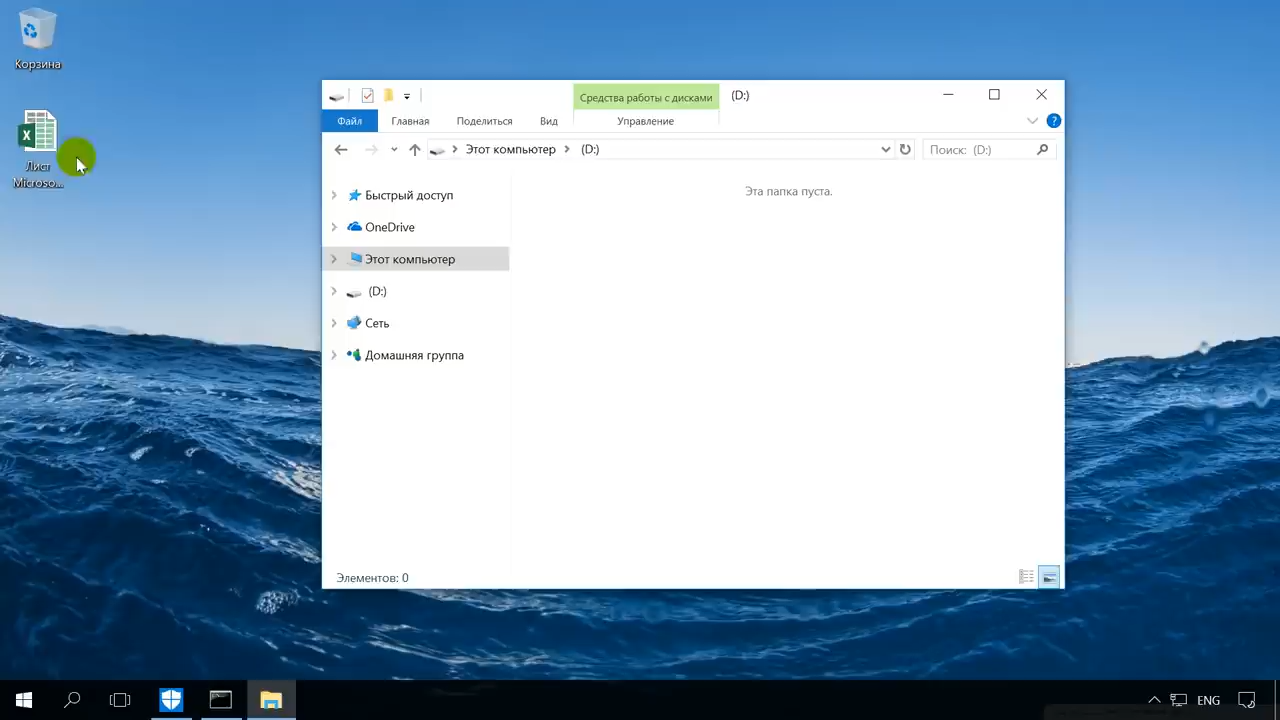 Корзина
Лист
Microso...
Средства работы с дисками
(D:)
Файл
Главная
Поделиться
Вид
Управление
?
Этот компьютер
(D:)
Поиск: (D:)
Быстрый доступ
OneDrive
Этот компьютер
(D:)
Сеть
Домашняя группа
Эта папка пуста.
Элементов: 0
ENG